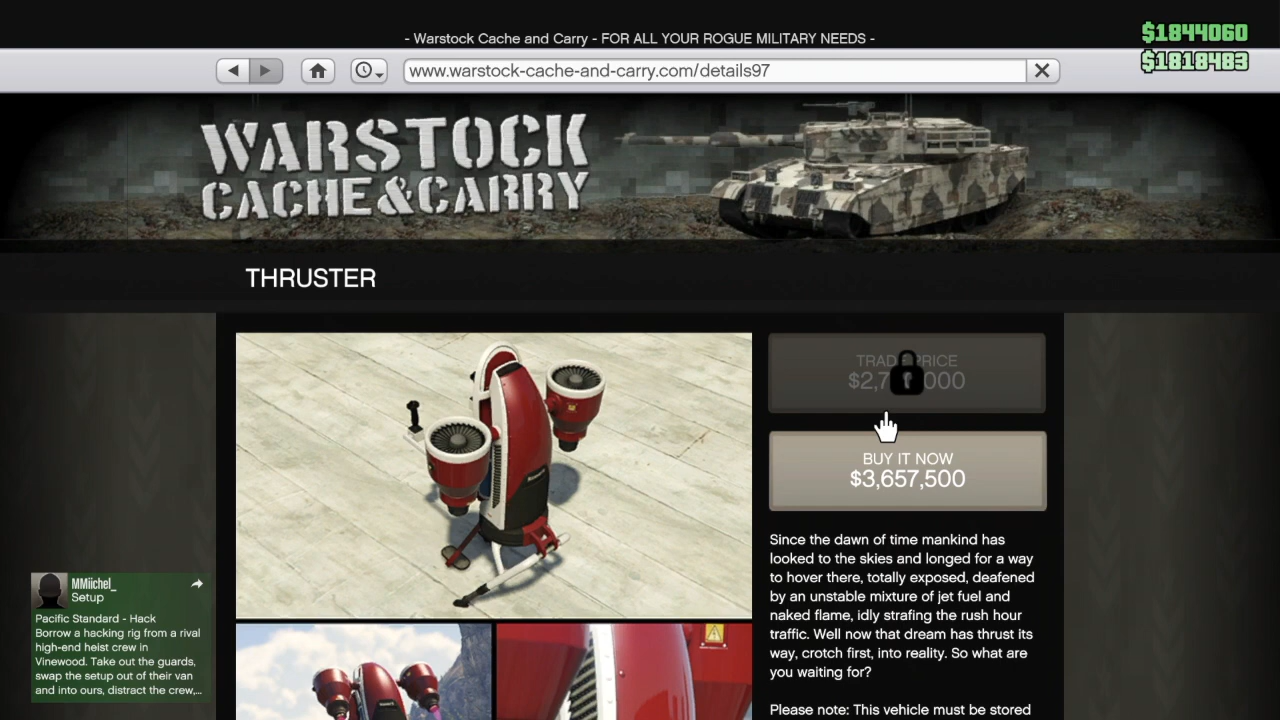 - Warstock Cache and Carry - FOR ALL YOUR ROGUE MILITARY NEEDS -
$1844060
$1818483
www.warstock-cache-and-carry.com/details97
WARSTOCK
CACHE&CARRY
THRUSTER
TRADE PRICE
$2,7 000
BUY IT NOW
$3,657,500
Since the dawn of time mankind has
looked to the skies and longed for a way
to hover there, totally exposed, deafened
by an unstable mixture of jet fuel and
naked flame, idly strafing the rush hour
traffic. Well now that dream has thrust its
way, crotch first, into reality. So what are
you waiting for?
Please note: This vehicle must be stored
MMiichel_
Setup
Pacific Standard - Hack
Borrow a hacking rig from a rival
high-end heist crew in
Vinewood. Take out the guards,
swap the setup out of their van
and into ours, distract the crew,...